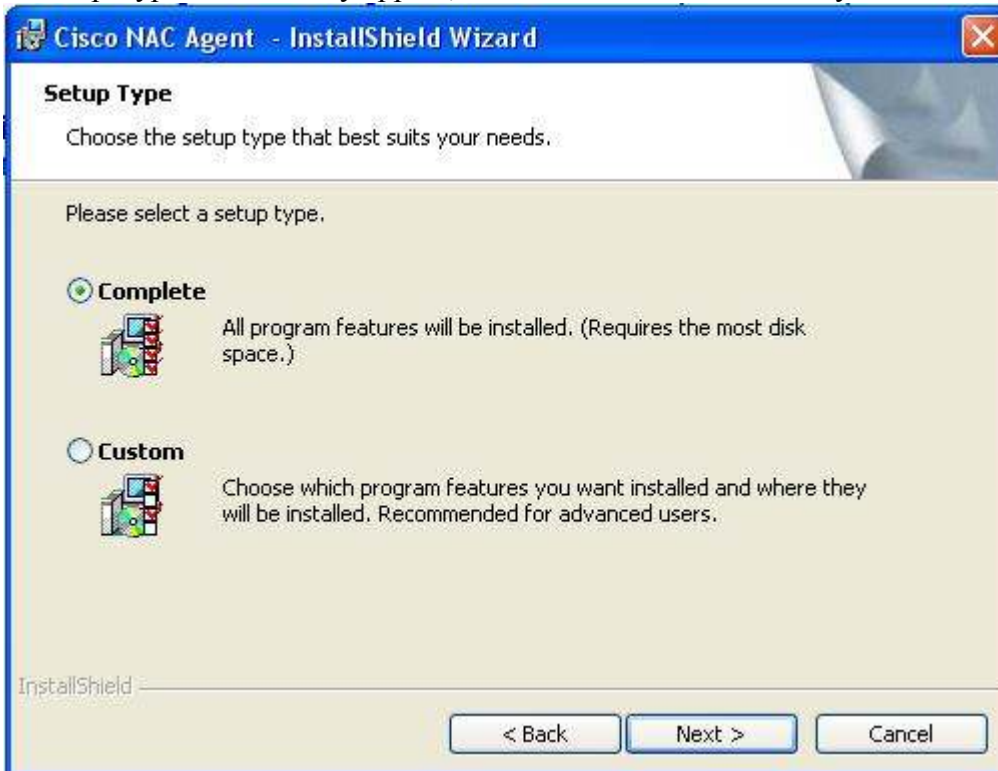 Cisco NAC Agent - InstallShield Wizard
Setup Type
Choose the setup type that best suits your needs.
Please select a setup type.
Complete
All program features will be installed. (Requires the most disk
space.)
Custom
Choose which program features you want installed and where they
will be installed. Recommended for advanced users.
InstallShield
< Back
Next >
Cancel